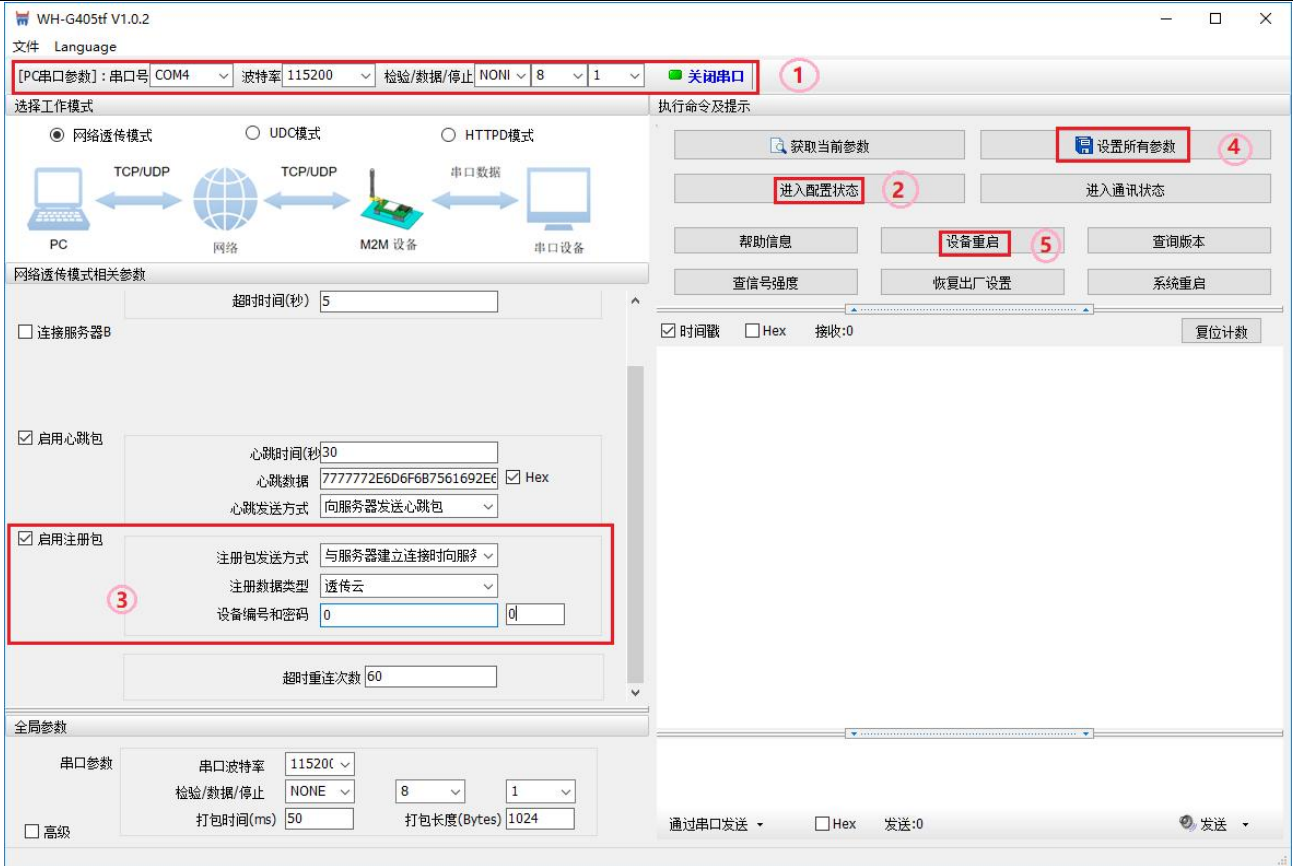 WH-G405tf V1.0.2
文件 Language
[PC串口参数]：串口号 COM4 波特率 115200 检验/数据/停止 NONI 8 1 关闭串口 1
选择工作模式
网络透传模式 UDC模式 HTTPD模式
TCP/UDP TCP/UDP 串口数据
PC 网络 M2M 设备 串口设备
网络透传模式相关参数
超时时间(秒) 5
连接服务器B
启用心跳包
心跳时间(秒 30
心跳数据 7777772E6D6F6B7561692E6 Hex
心跳发送方式 向服务器发送心跳包
启用注册包
注册包发送方式 与服务器建立连接时向服务
注册数据类型 透传云
3
设备编号和密码 0 0
超时重连次数 60
全局参数
串口参数
串口波特率 115200
检验/数据/停止 NONE 8 1
打包时间(ms) 50 打包长度(Bytes) 1024
高级
执行命令及提示
获取当前参数 设置所有参数 4
进入配置状态 2 进入通讯状态
帮助信息 设备重启 5 查询版本
查信号强度 恢复出厂设置 系统重启
时间戳 Hex 接收:0 复位计数
通过串口发送 Hex 发送:0 发送